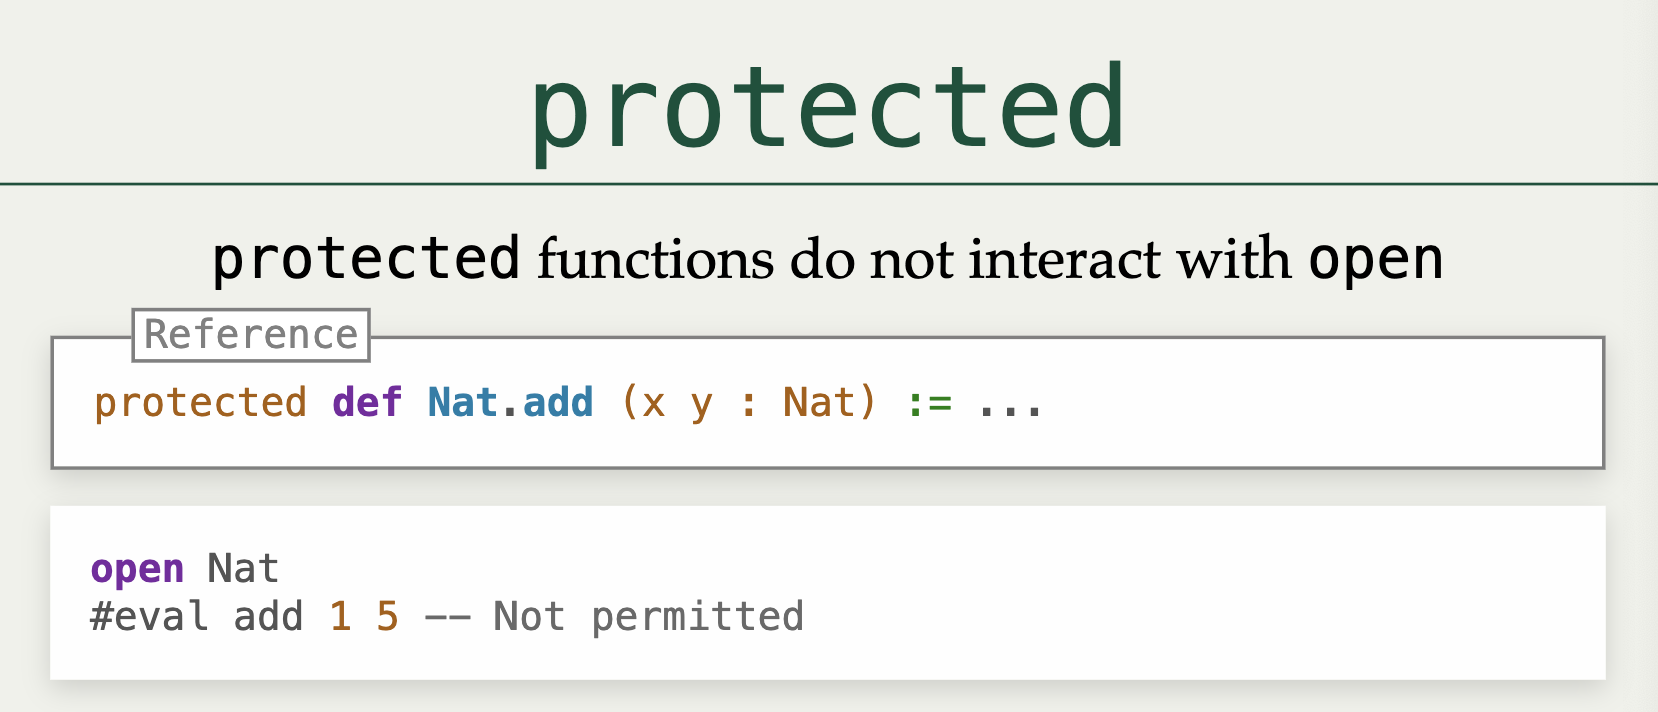 protected
protected functions do not interact with open
Reference
protected def Nat.add (x y : Nat) := ...
open Nat
#eval add 1 5 -- Not permitted